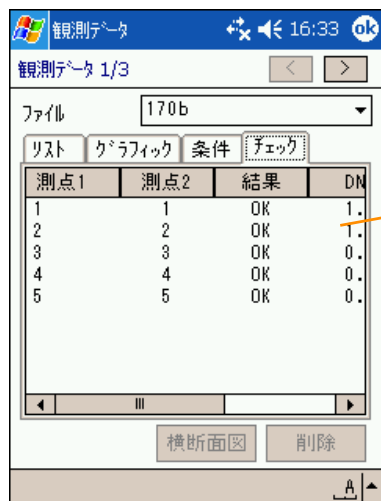 観測ﾃﾞｰﾀ 16:33 ok
観測ﾃﾞｰﾀ 1/3 < >
ﾌｧｲﾙ 170b
ﾘｽﾄ ｸﾞﾗﾌｨｯｸ 条件 ﾁｪｯｸ
測点1 測点2 結果 DN
1 1 OK 1.
2 2 OK 1.
3 3 OK 0.
4 4 OK 0.
5 5 OK 0.
横断面図 削除
A